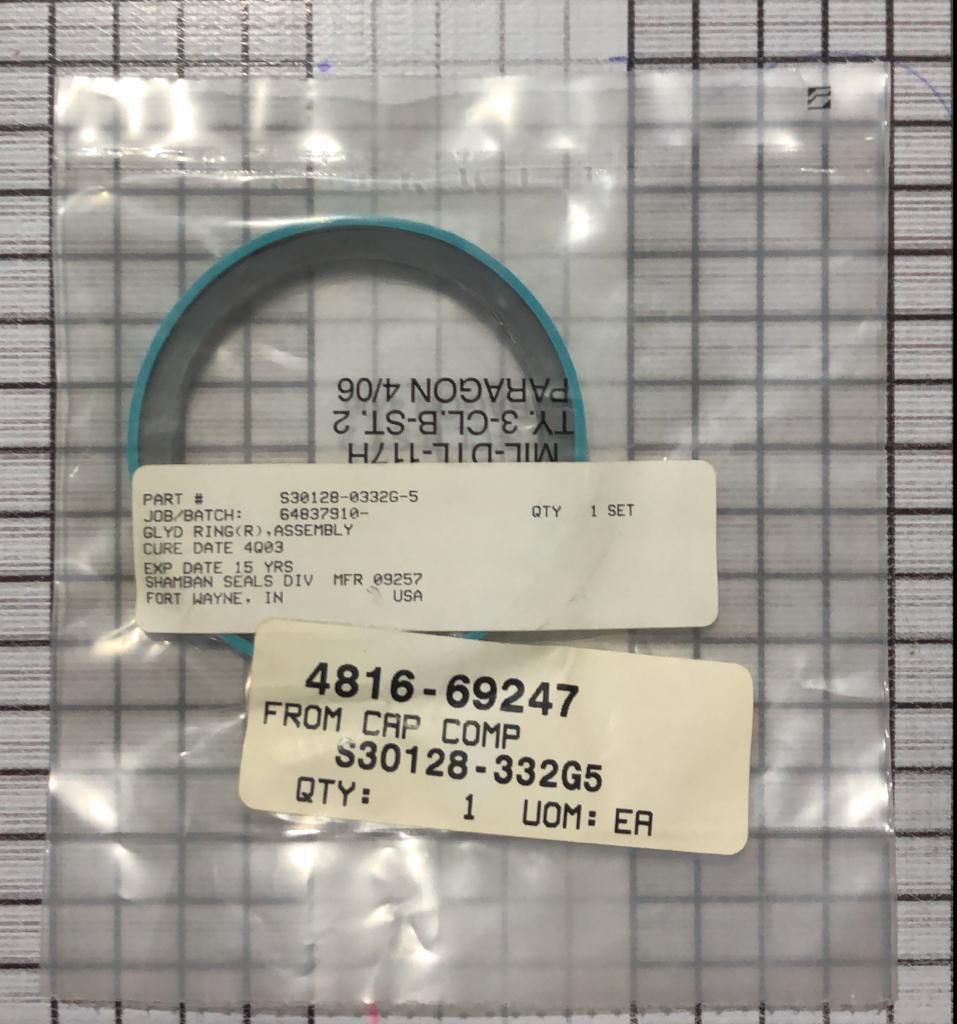 PARAGON 4/06
TY. 3-CL.B-ST. 2
MIL-DTL-117H
PART # S30128-0332G-5
JOB/BATCH: 64837910- QTY 1 SET
GLYD RING(R),ASSEMBLY
CURE DATE 4Q03
EXP DATE 15 YRS
SHAMBAN SEALS DIV MFR 09257
FORT WAYNE, IN USA
4816-69247
FROM CAP COMP
S30128-332G5
QTY: 1 UOM: EA